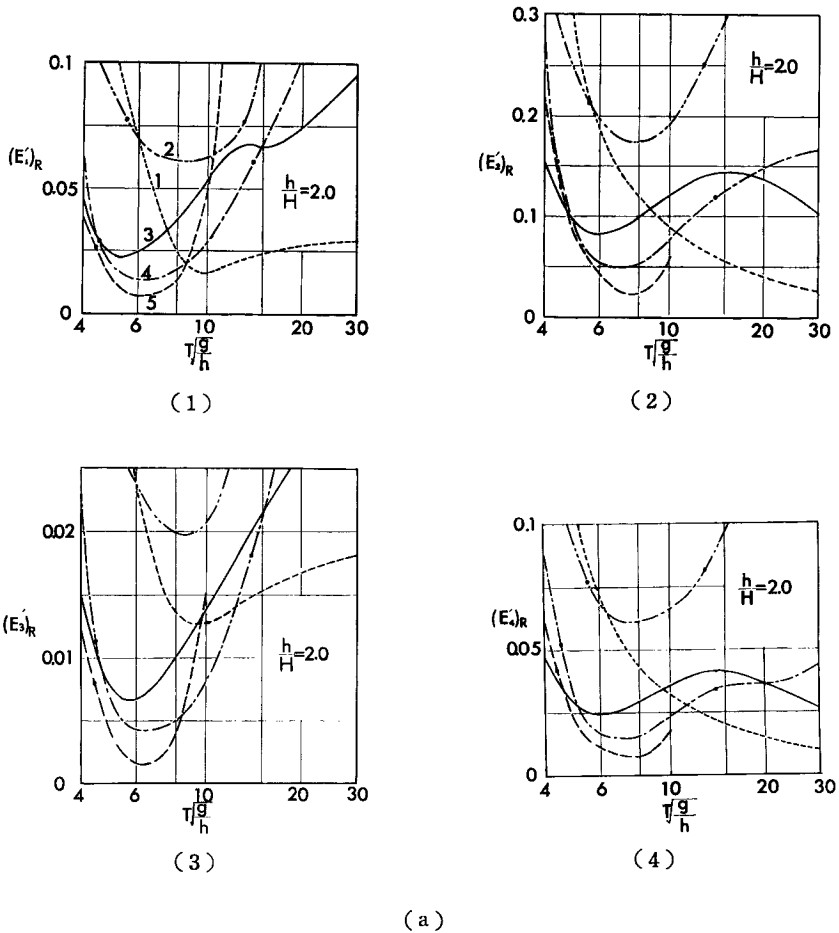 0.1
(E₁')R
0.05
0
2
1
3
4
5
h/H=2.0
4 6 10 20 30
T√g/h
(1)
0.3
0.2
(E₂')R
0.1
0
h/H=2.0
4 6 10 20 30
T√g/h
(2)
0.02
(E₃')R
0.01
0
h/H=2.0
4 6 10 20 30
T√g/h
(3)
0.1
(E₄')R
0.05
0
h/H=2.0
4 6 10 20 30
T√g/h
(4)
(a)